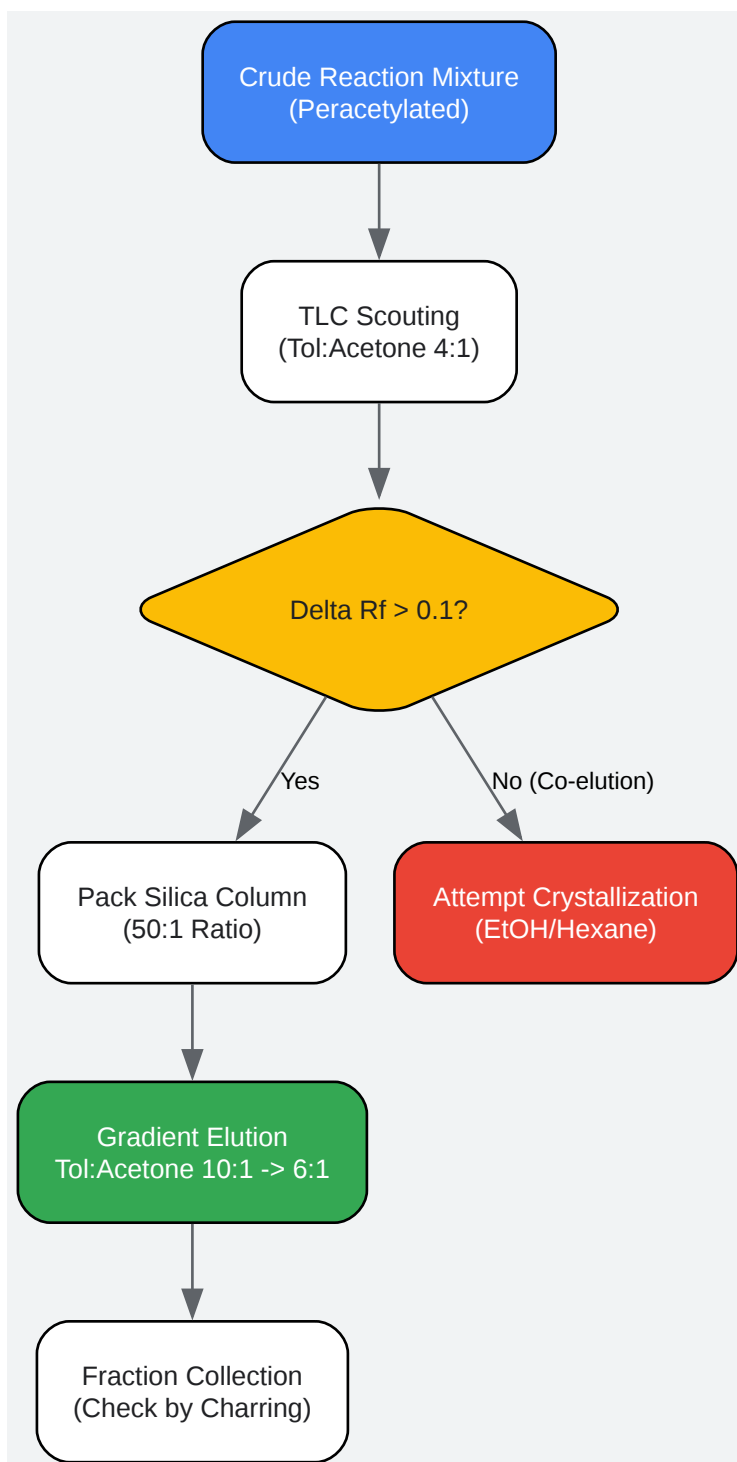 Crude Reaction Mixture
(Peracetylated)
TLC Scouting
(Tol:Acetone 4:1)
Delta Rf > 0.1?
Yes
No (Co-elution)
Pack Silica Column
(50:1 Ratio)
Attempt Crystallization
(EtOH/Hexane)
Gradient Elution
Tol:Acetone 10:1 -> 6:1
Fraction Collection
(Check by Charring)